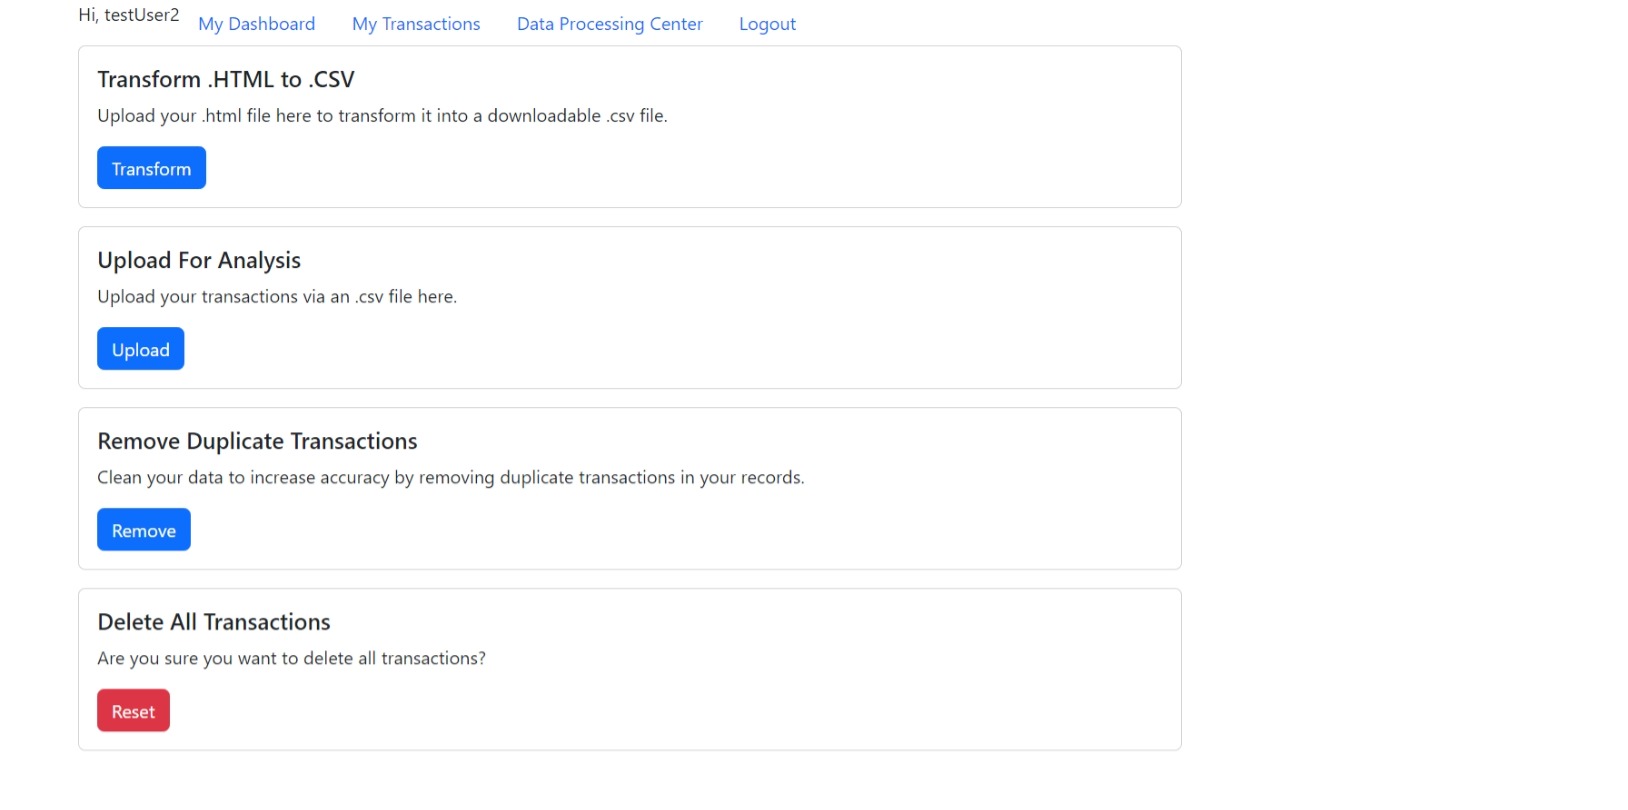 Hi, testUser2 My Dashboard My Transactions Data Processing Center Logout
Transform .HTML to .CSV
Upload your .html file here to transform it into a downloadable .csv file.
Transform
Upload For Analysis
Upload your transactions via an .csv file here.
Upload
Remove Duplicate Transactions
Clean your data to increase accuracy by removing duplicate transactions in your records.
Remove
Delete All Transactions
Are you sure you want to delete all transactions?
Reset